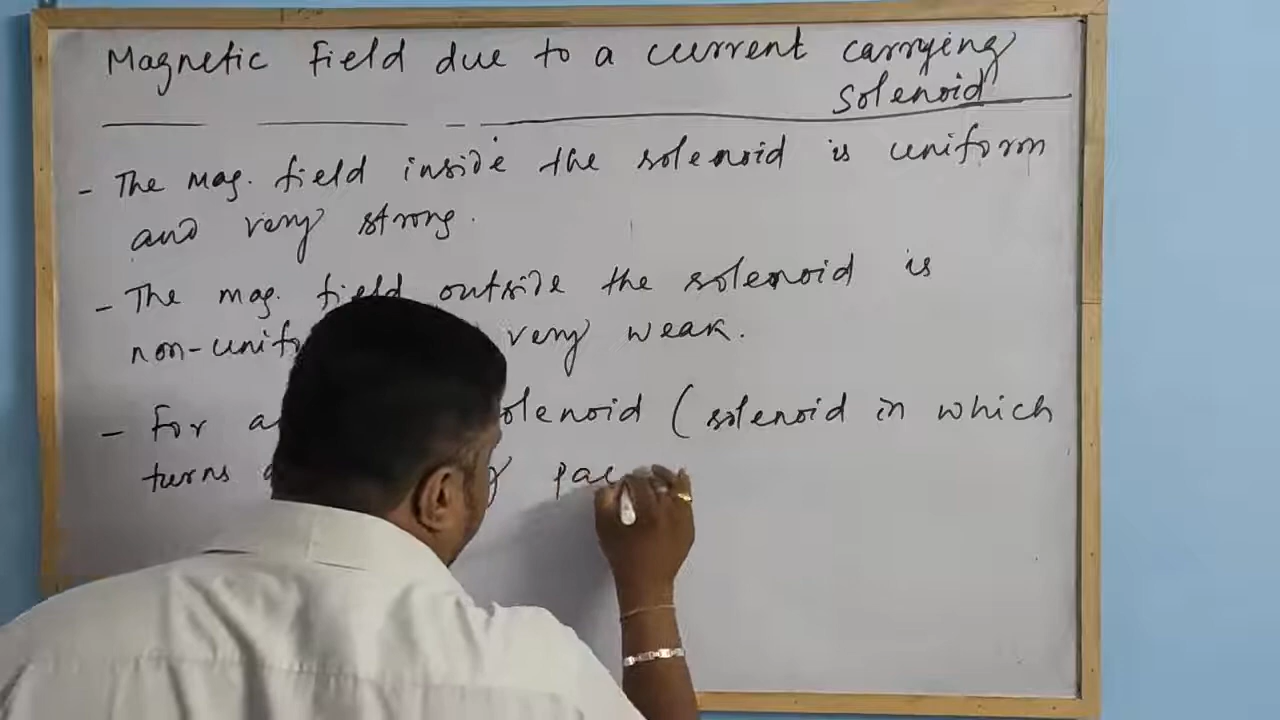 Magnetic Field due to a current carrying
solenoid
- The mag. field inside the solenoid is uniform
and very strong.
- The mag. field outside the solenoid is
non-unif very weak.
- For a olenoid (solenoid in which
turns y pac